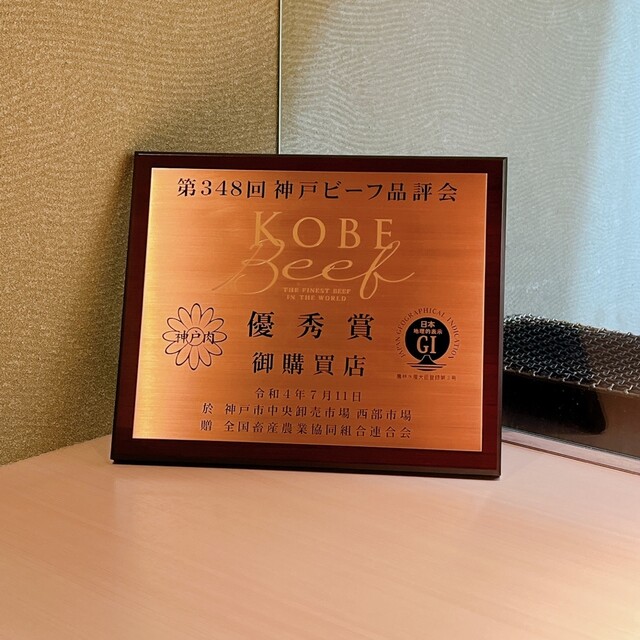 第348回 神戸ビーフ品評会
KOBE
Beef
THE FINEST BEEF
IN THE WORLD
神戸肉
優秀賞
御購買店
JAPAN GEOGRAPHICAL INDICATION
日本
地理的表示
GI
令和4年7月11日
於 神戸市中央卸売市場 西部市場
贈 全国畜産農業協同組合連合会